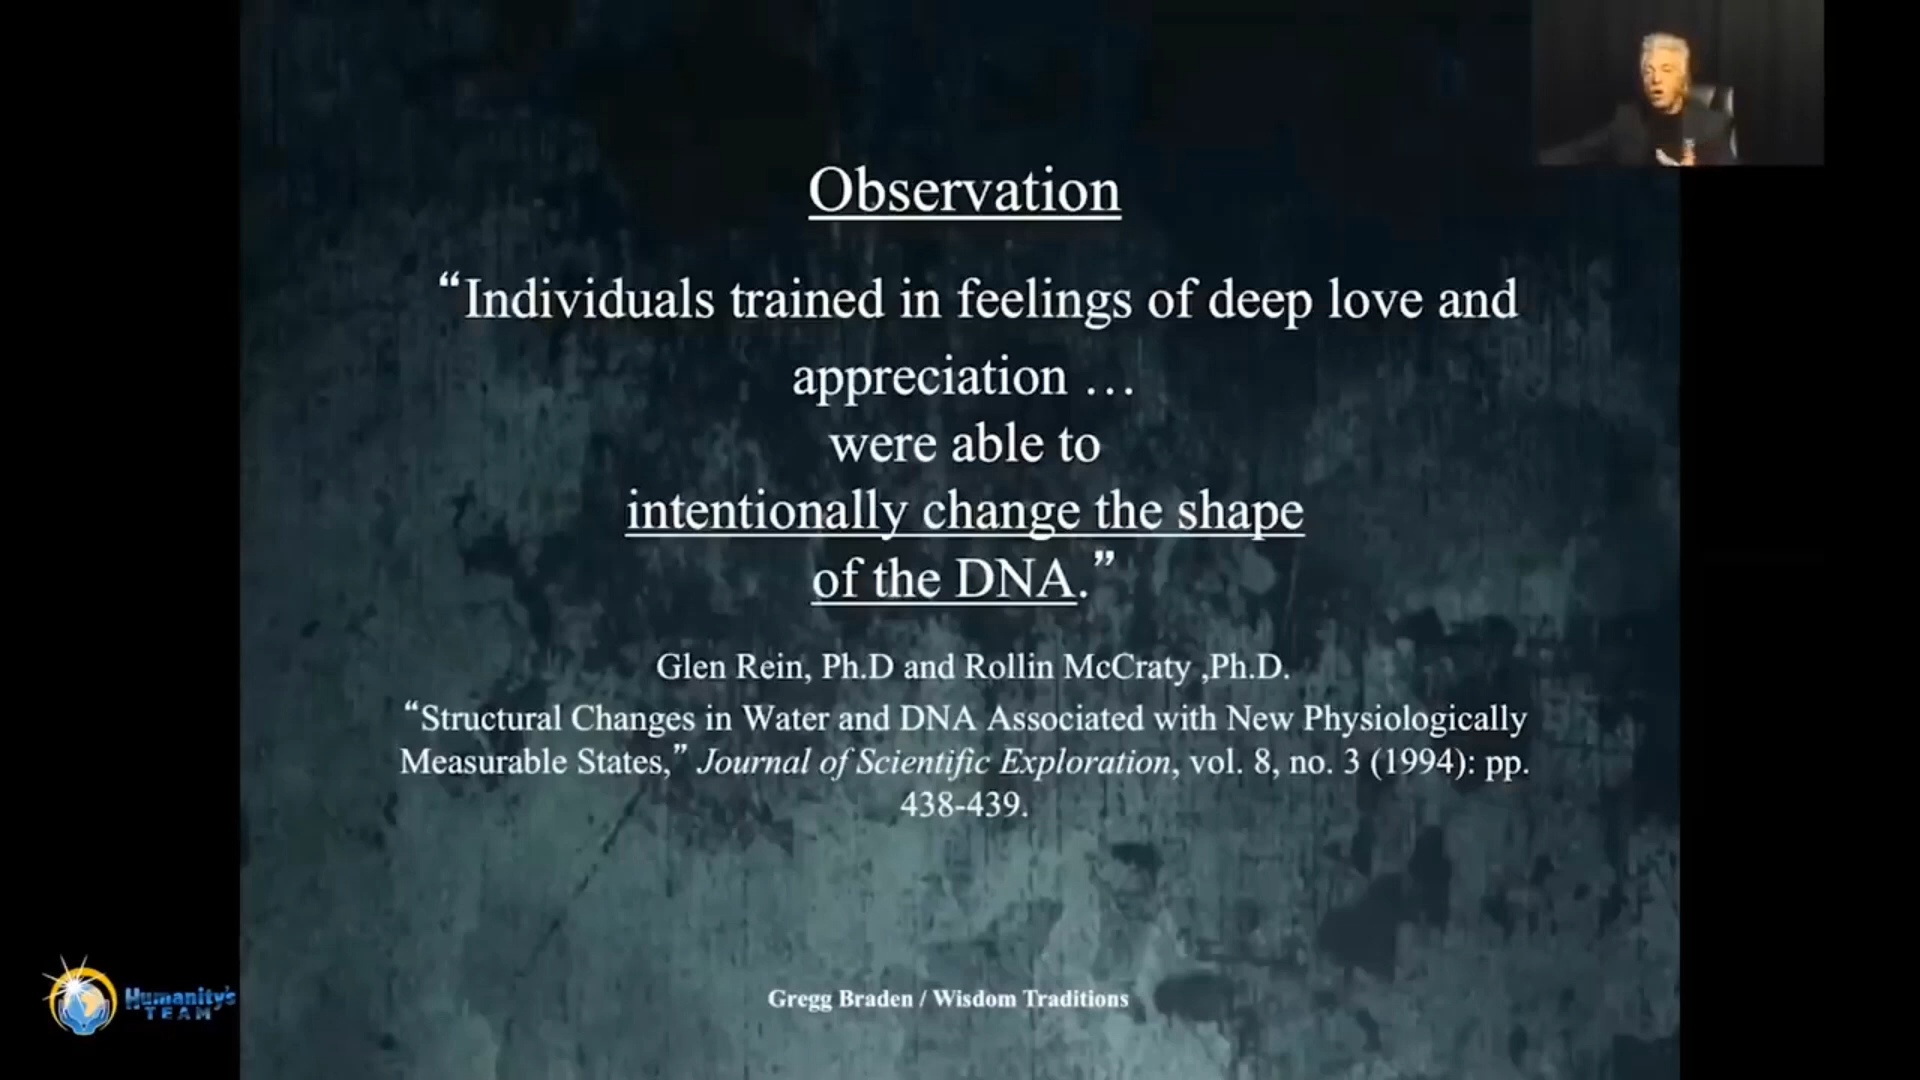 Observation
“Individuals trained in feelings of deep love and
appreciation …
were able to
intentionally change the shape
of the DNA.”
Glen Rein, Ph.D and Rollin McCraty ,Ph.D.
“Structural Changes in Water and DNA Associated with New Physiologically
Measurable States,” Journal of Scientific Exploration, vol. 8, no. 3 (1994): pp.
438-439.
Gregg Braden / Wisdom Traditions
Humanity's
TEAM